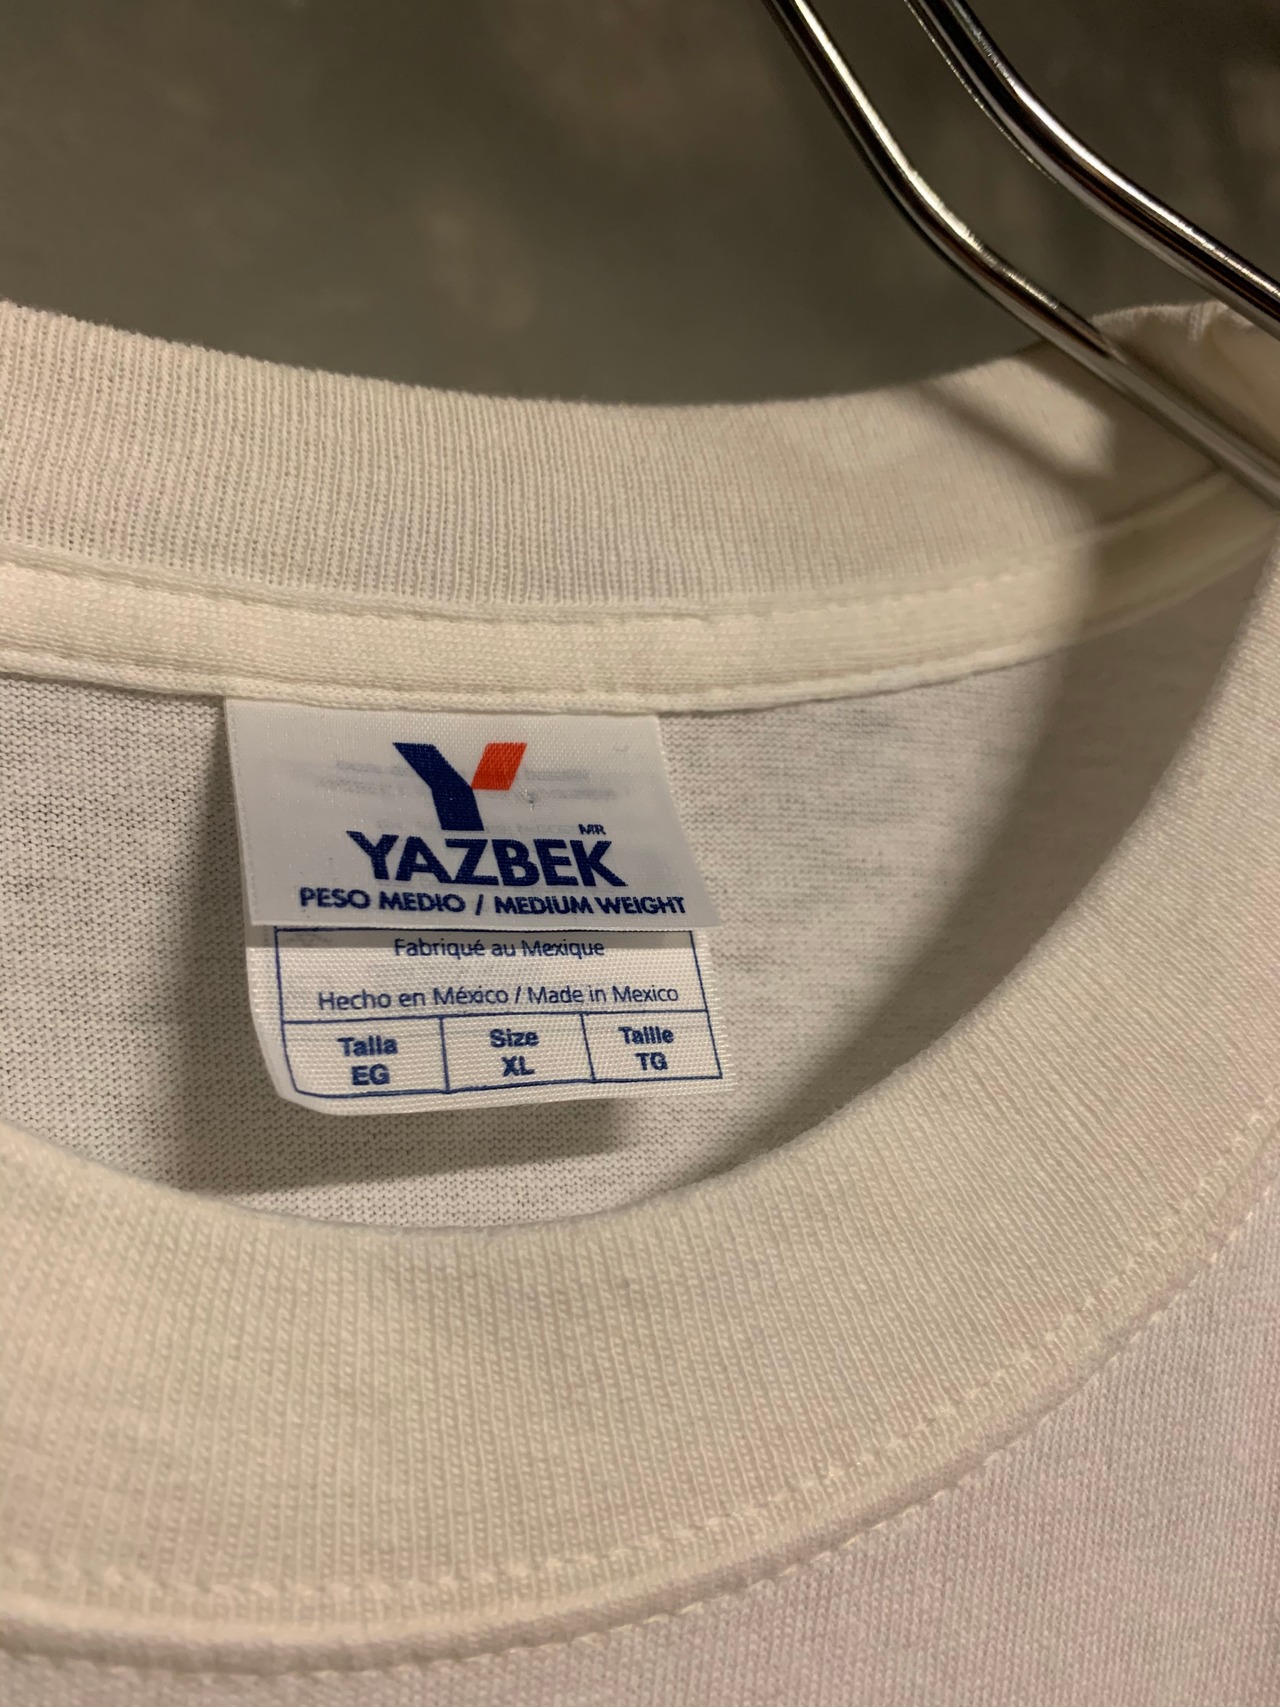 MR
YAZBEK
PESO MEDIO / MEDIUM WEIGHT
Fabriqué au Mexique
Hecho en México / Made in Mexico
Talla Size Taille
EG XL TG